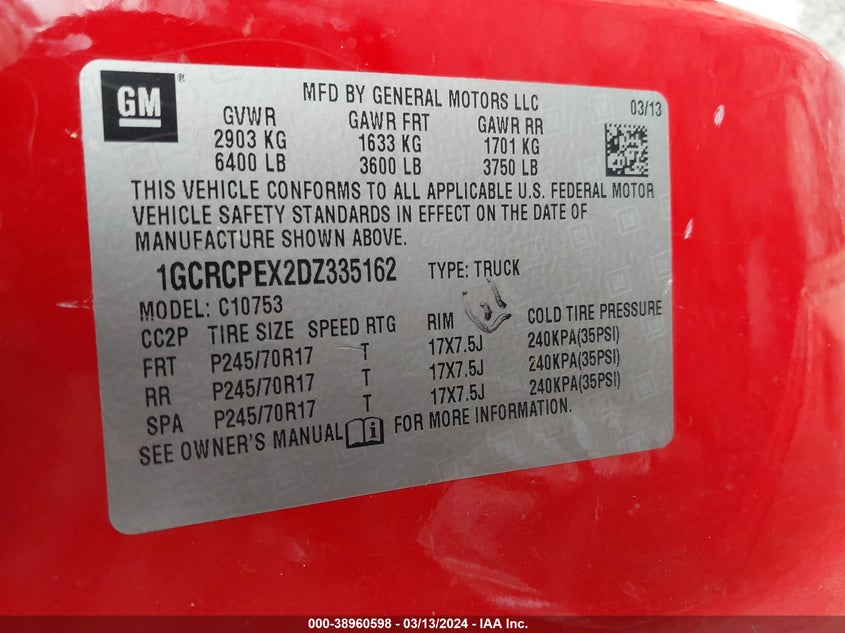 GM
®
MFD BY GENERAL MOTORS LLC
03/13
GVWR GAWR FRT GAWR RR
2903 KG 1633 KG 1701 KG
6400 LB 3600 LB 3750 LB
THIS VEHICLE CONFORMS TO ALL APPLICABLE U.S. FEDERAL MOTOR
VEHICLE SAFETY STANDARDS IN EFFECT ON THE DATE OF
MANUFACTURE SHOWN ABOVE.
1GCRCPEX2DZ335162 TYPE: TRUCK
MODEL: C10753
CC2P TIRE SIZE SPEED RTG RIM COLD TIRE PRESSURE
FRT P245/70R17 T 17X7.5J 240KPA(35PSI)
RR P245/70R17 T 17X7.5J 240KPA(35PSI)
SPA P245/70R17 T 17X7.5J 240KPA(35PSI)
SEE OWNER'S MANUAL FOR MORE INFORMATION.
000-38960598 - 03/13/2024 - IAA Inc.